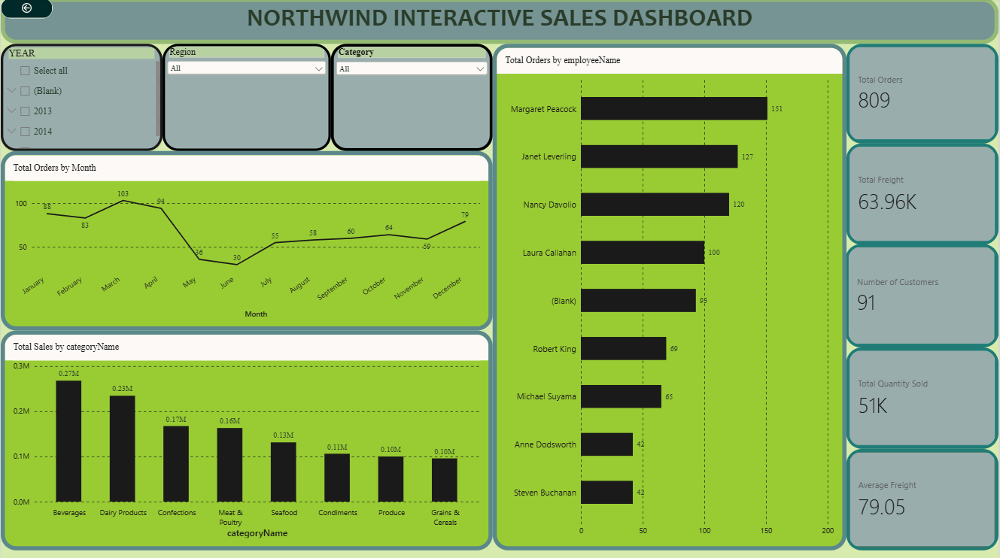 NORTHWIND INTERACTIVE SALES DASHBOARD
YEAR
Select all
(Blank)
2013
2014
Region
All
Category
All
Total Orders by Month
100
50
88
83
103
94
36
30
55
58
60
64
59
79
January
February
March
April
May
June
July
August
September
October
November
December
Month
Total Sales by categoryName
0.3M
0.2M
0.1M
0.0M
0.27M
0.23M
0.17M
0.16M
0.13M
0.11M
0.10M
0.10M
Beverages
Dairy Products
Confections
Meat &
Poultry
Seafood
Condiments
Produce
Grains &
Cereals
categoryName
Total Orders by employeeName
Margaret Peacock 151
Janet Leverling 127
Nancy Davolio 120
Laura Callahan 100
(Blank) 93
Robert King 69
Michael Suyama 65
Anne Dodsworth 42
Steven Buchanan 42
0 50 100 150 200
Total Orders
809
Total Freight
63.96K
Number of Customers
91
Total Quantity Sold
51K
Average Freight
79.05